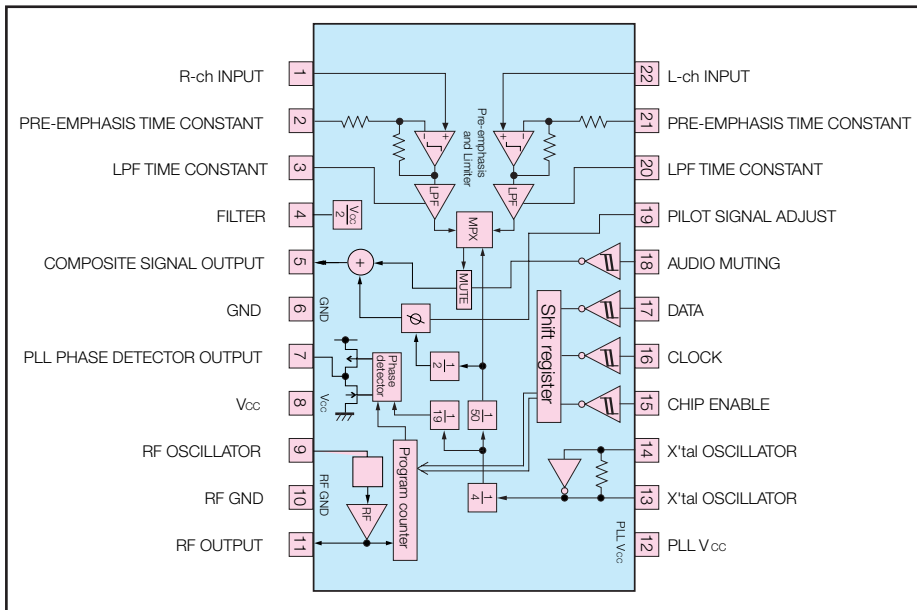 R-ch INPUT
1
PRE-EMPHASIS TIME CONSTANT
2
LPF TIME CONSTANT
3
FILTER
4
COMPOSITE SIGNAL OUTPUT
5
GND
6
PLL PHASE DETECTOR OUTPUT
7
VCC
8
RF OSCILLATOR
9
RF GND
10
RF OUTPUT
11
22
L-ch INPUT
21
PRE-EMPHASIS TIME CONSTANT
20
LPF TIME CONSTANT
19
PILOT SIGNAL ADJUST
18
AUDIO MUTING
17
DATA
16
CLOCK
15
CHIP ENABLE
14
X'tal OSCILLATOR
13
X'tal OSCILLATOR
12
PLL VCC
Pre-emphasis
and Limiter
+
−
+
−
LPF
LPF
VCC
2
MPX
+
MUTE
GND
Ø
Shift register
1
2
Phase
detector
VCC
1
19
1
50
RF GND
RF
Program counter
1
4
PLL VCC